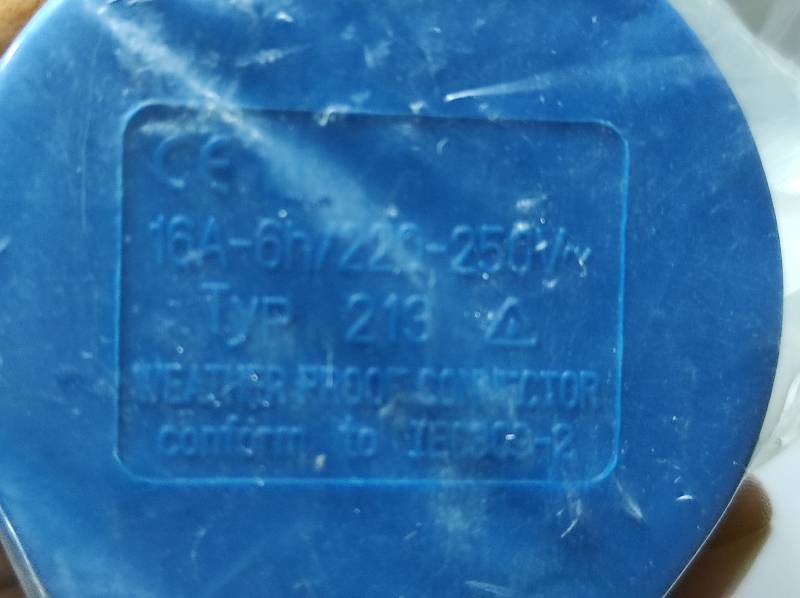 CE
16A-6h/220-250V~
Typ 213
WEATHER PROOF CONNECTOR
conform to IEC309-2